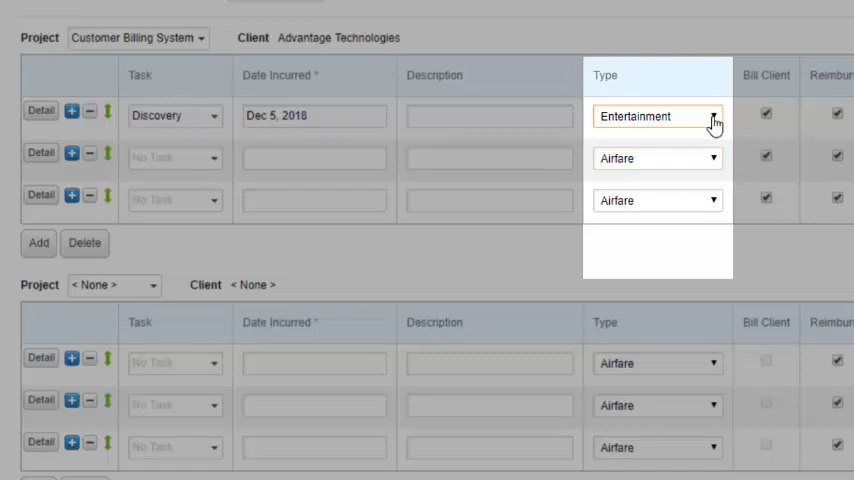 Project Customer Billing System Client Advantage Technologies
Task Date Incurred * Description Type Bill Client Reimbur
Detail Discovery Dec 5, 2018 Entertainment
Detail No Task Airfare
Detail No Task Airfare
Add Delete
Project < None > Client < None >
Task Date Incurred * Description Type Bill Client Reimbur
Detail No Task Airfare
Detail No Task Airfare
Detail No Task Airfare